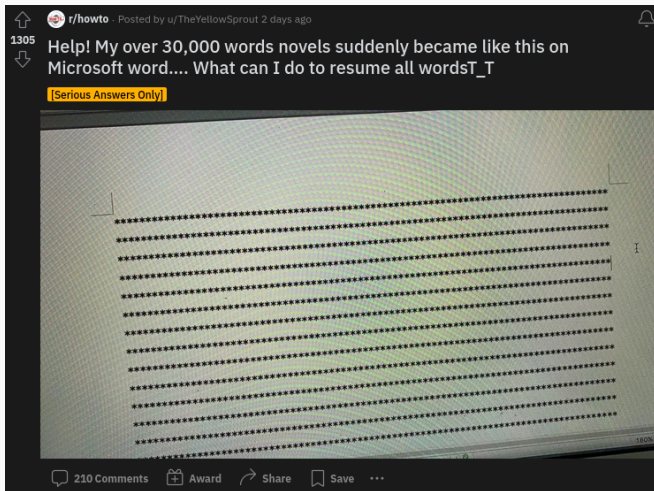 r/howto · Posted by u/TheYellowSprout 2 days ago
1305
Help! My over 30,000 words novels suddenly became like this on
Microsoft word.... What can I do to resume all wordsT_T
[Serious Answers Only]
160%
210 Comments Award Share Save ...